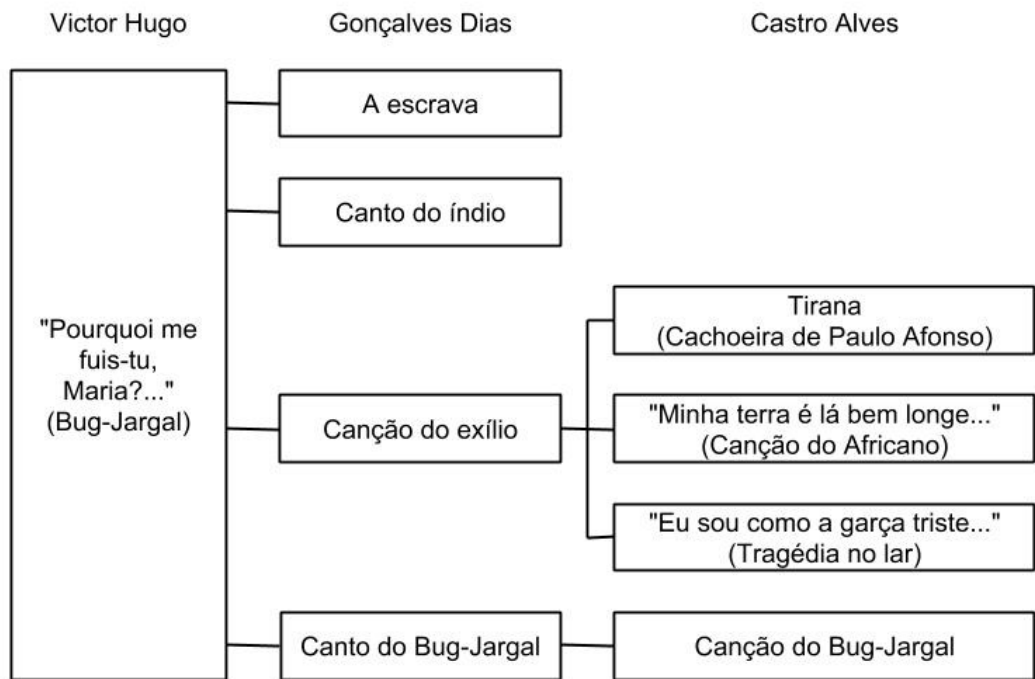 Victor Hugo
Gonçalves Dias
Castro Alves
A escrava
Canto do índio
"Pourquoi me
fuis-tu,
Maria?..."
(Bug-Jargal)
Canção do exílio
Canto do Bug-Jargal
Tirana
(Cachoeira de Paulo Afonso)
"Minha terra é lá bem longe..."
(Canção do Africano)
"Eu sou como a garça triste..."
(Tragédia no lar)
Canção do Bug-Jargal